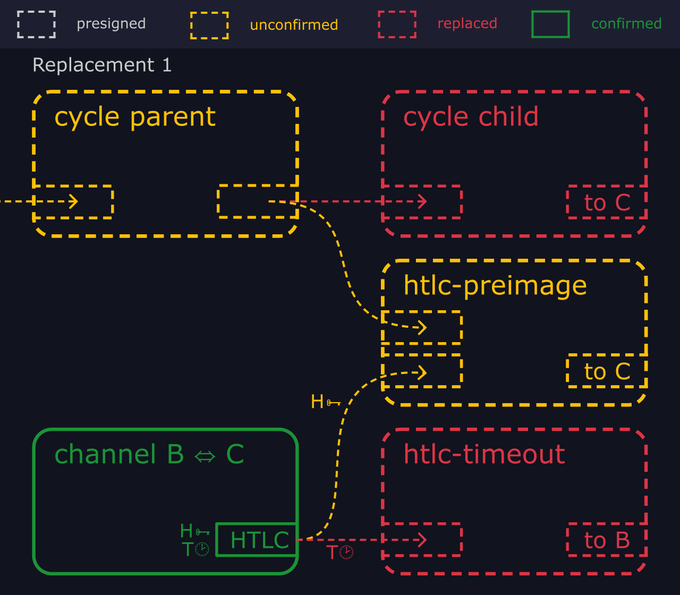 presigned unconfirmed replaced confirmed
Replacement 1
cycle parent
cycle child
to C
htlc-preimage
to C
H
channel B ⇔ C
H
T
HTLC
T
htlc-timeout
to B